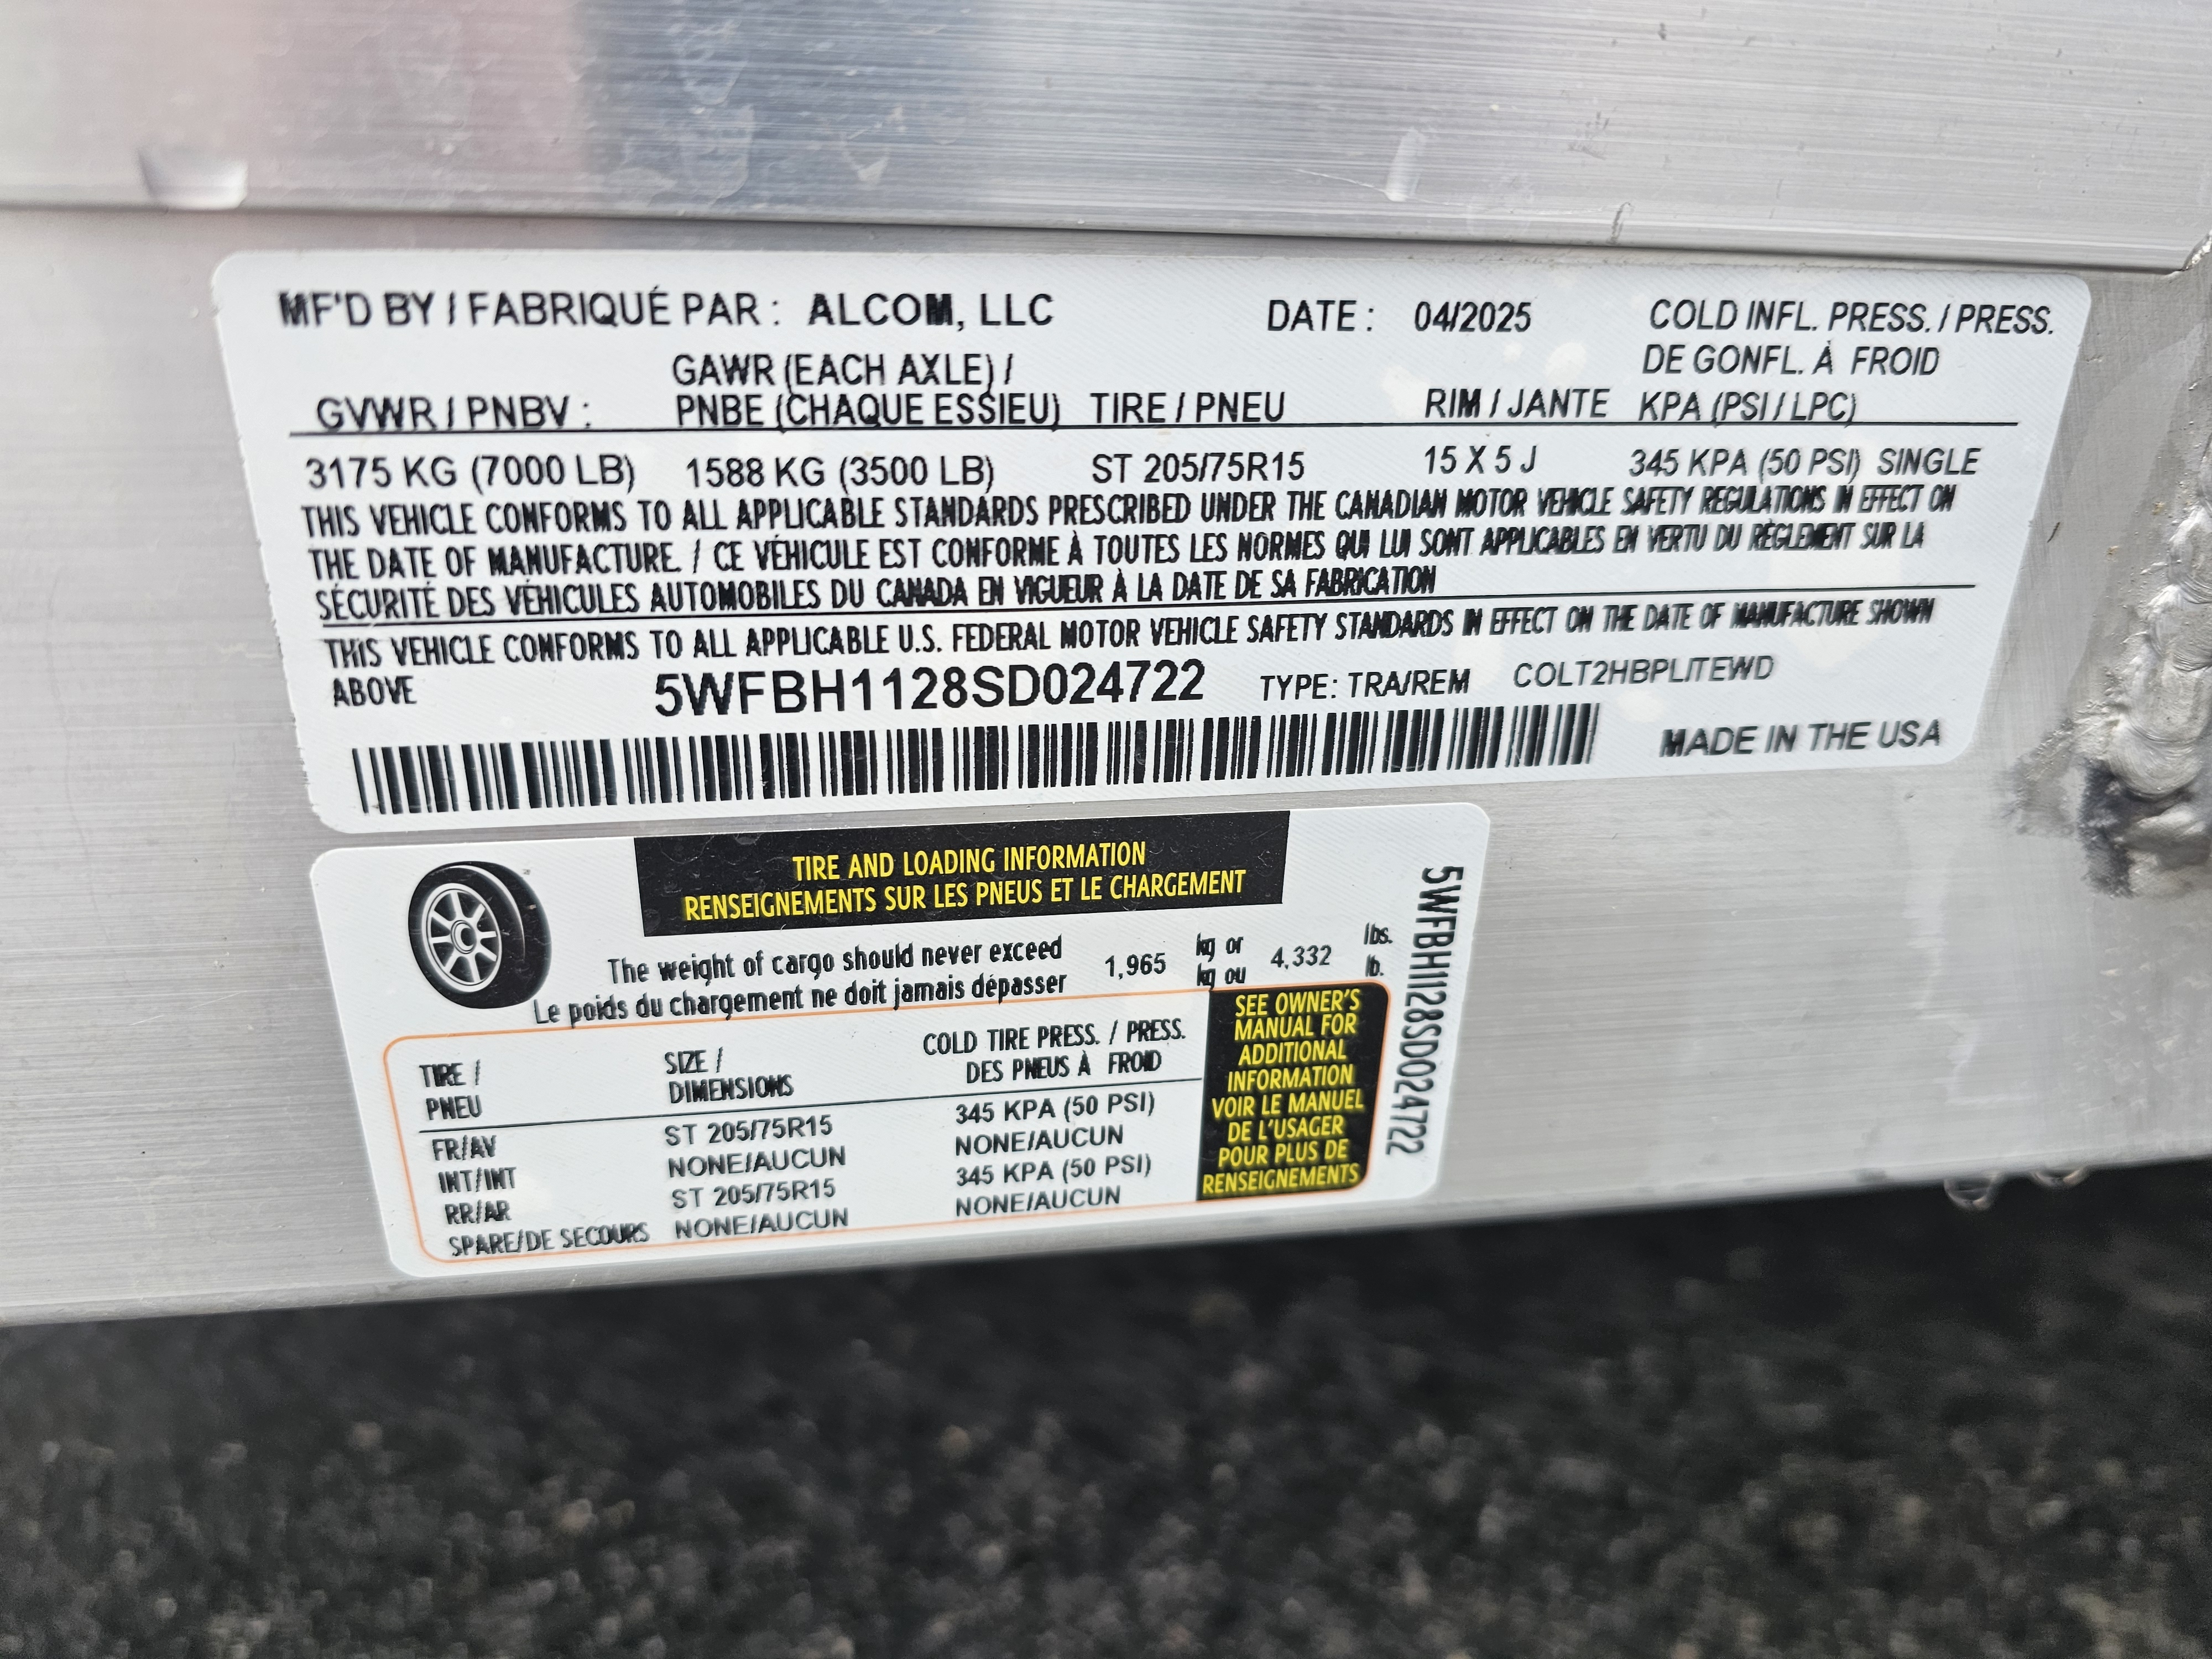 MF'D BY / FABRIQUÉ PAR : ALCOM, LLC DATE : 04/2025 COLD INFL. PRESS. / PRESS.
GAWR (EACH AXLE) / DE GONFL. À FROID
GVWR / PNBV : PNBE (CHAQUE ESSIEU) TIRE / PNEU RIM / JANTE KPA (PSI / LPC)
3175 KG (7000 LB) 1588 KG (3500 LB) ST 205/75R15 15 X 5 J 345 KPA (50 PSI) SINGLE
THIS VEHICLE CONFORMS TO ALL APPLICABLE STANDARDS PRESCRIBED UNDER THE CANADIAN MOTOR VEHICLE SAFETY REGULATIONS IN EFFECT ON
THE DATE OF MANUFACTURE. / CE VÉHICULE EST CONFORME À TOUTES LES NORMES QUI LUI SONT APPLICABLES EN VERTU DU RÈGLEMENT SUR LA
SÉCURITÉ DES VÉHICULES AUTOMOBILES DU CANADA EN VIGUEUR À LA DATE DE SA FABRICATION
THIS VEHICLE CONFORMS TO ALL APPLICABLE U.S. FEDERAL MOTOR VEHICLE SAFETY STANDARDS IN EFFECT ON THE DATE OF MANUFACTURE SHOWN
ABOVE 5WFBH1128SD024722 TYPE: TRA/REM COLT2HBPLITEWD
MADE IN THE USA
TIRE AND LOADING INFORMATION
RENSEIGNEMENTS SUR LES PNEUS ET LE CHARGEMENT
The weight of cargo should never exceed 1,965 kg or 4,332 lbs.
Le poids du chargement ne doit jamais dépasser kg ou lb.
TIRE / SIZE / COLD TIRE PRESS. / PRESS.
PNEU DIMENSIONS DES PNEUS À FROID
FR/AV ST 205/75R15 345 KPA (50 PSI)
INT/INT NONE/AUCUN NONE/AUCUN
RR/AR ST 205/75R15 345 KPA (50 PSI)
SPARE/DE SECOURS NONE/AUCUN NONE/AUCUN
SEE OWNER'S
MANUAL FOR
ADDITIONAL
INFORMATION
VOIR LE MANUEL
DE L'USAGER
POUR PLUS DE
RENSEIGNEMENTS
5WFBH1128SD024722